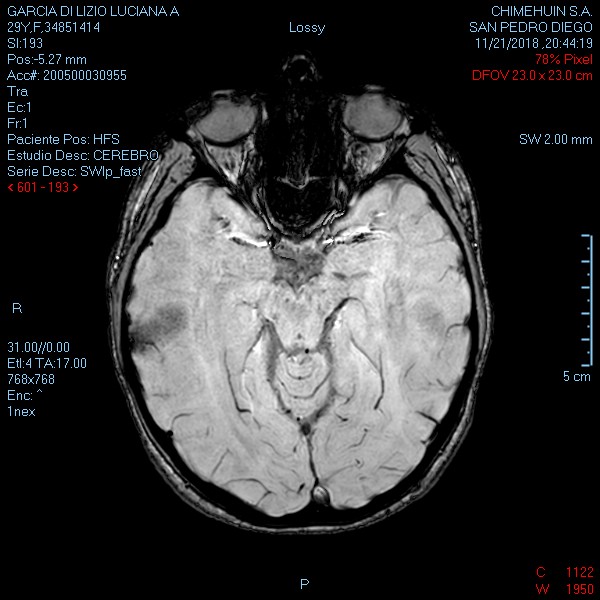 GARCIA DI LIZIO LUCIANA A
29Y,F,34851414
Sl:193
Pos:-5.27 mm
Acc#: 200500030955
Tra
Ec:1
Fr:1
Paciente Pos: HFS
Estudio Desc: CEREBRO
Serie Desc: SWIp_fast
< 601 - 193 >
Lossy
CHIMEHUIN S.A.
SAN PEDRO DIEGO
11/21/2018 ,20:44:19
78% Pixel
DFOV 23.0 x 23.0 cm
SW 2.00 mm
R
31.00//0.00
Etl:4 TA:17.00
768x768
Enc: ^
1nex
5 cm
P
C 1122
W 1950